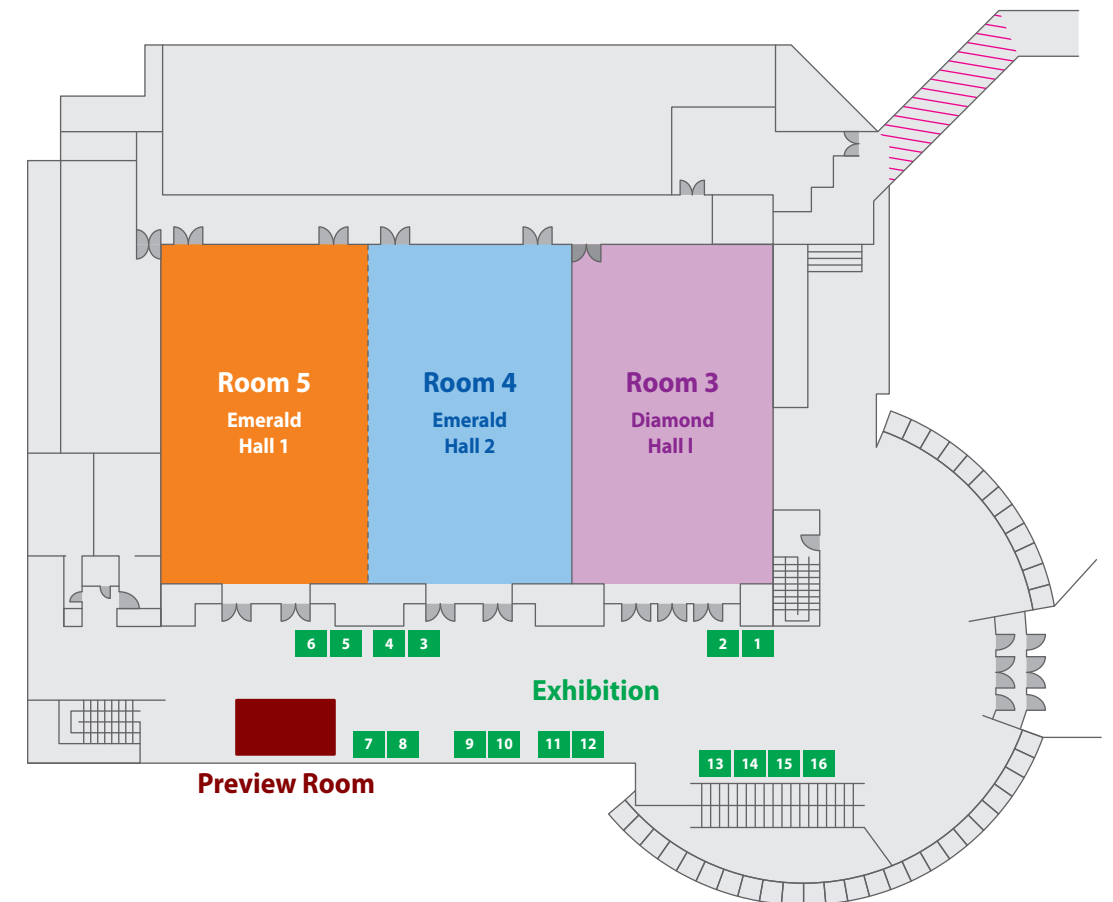 Room 5
Emerald
Hall 1
Room 4
Emerald
Hall 2
Room 3
Diamond
Hall l
6 5 4 3 2 1
Exhibition
7 8 9 10 11 12
13 14 15 16
Preview Room